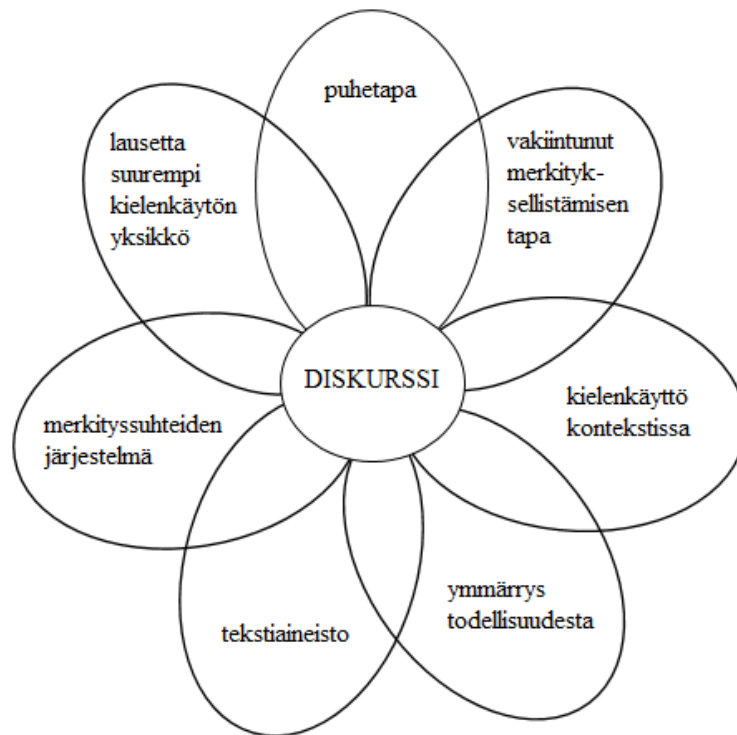 puhetapa
lausetta
suurempi
kielenkäytön
yksikkö
vakiintunut
merkityk-
sellistämisen
tapa
DISKURSSI
merkityssuhteiden
järjestelmä
kielenkäyttö
kontekstissa
tekstiaineisto
ymmärrys
todellisuudesta